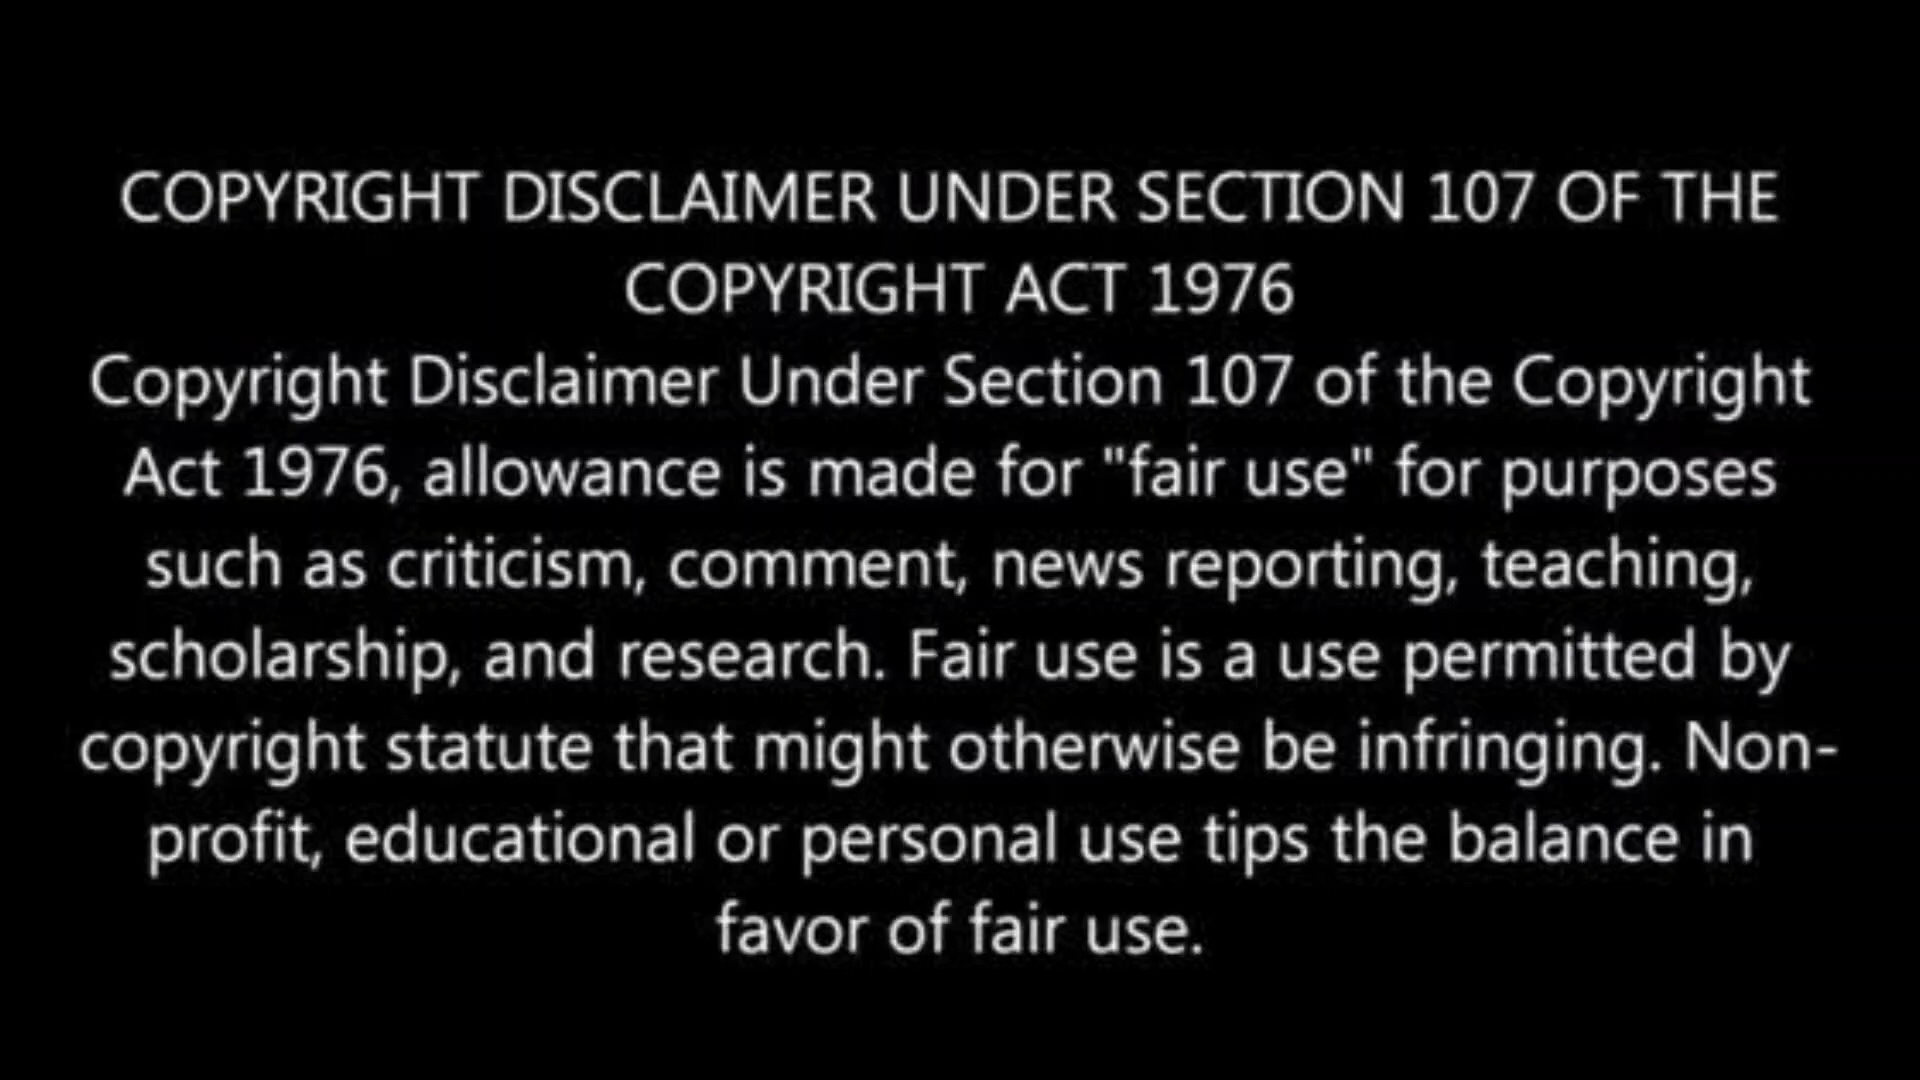 COPYRIGHT DISCLAIMER UNDER SECTION 107 OF THE
COPYRIGHT ACT 1976
Copyright Disclaimer Under Section 107 of the Copyright
Act 1976, allowance is made for "fair use" for purposes
such as criticism, comment, news reporting, teaching,
scholarship, and research. Fair use is a use permitted by
copyright statute that might otherwise be infringing. Non-
profit, educational or personal use tips the balance in
favor of fair use.